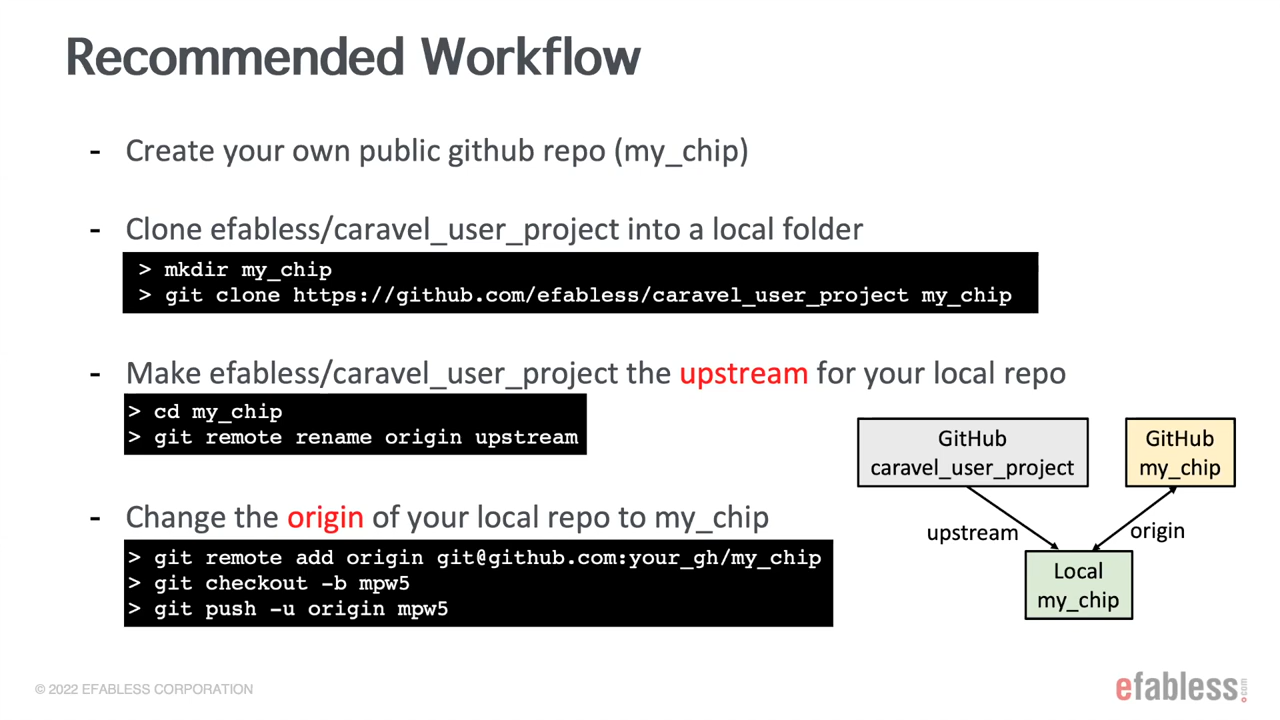 Recommended Workflow
- Create your own public github repo (my_chip)
- Clone efabless/caravel_user_project into a local folder
> mkdir my_chip
> git clone https://github.com/efabless/caravel_user_project my_chip
- Make efabless/caravel_user_project the upstream for your local repo
> cd my_chip
> git remote rename origin upstream
- Change the origin of your local repo to my_chip
> git remote add origin git@github.com:your_gh/my_chip
> git checkout -b mpw5
> git push -u origin mpw5
GitHub
caravel_user_project
GitHub
my_chip
upstream
origin
Local
my_chip
© 2022 EFABLESS CORPORATION
efabless.com